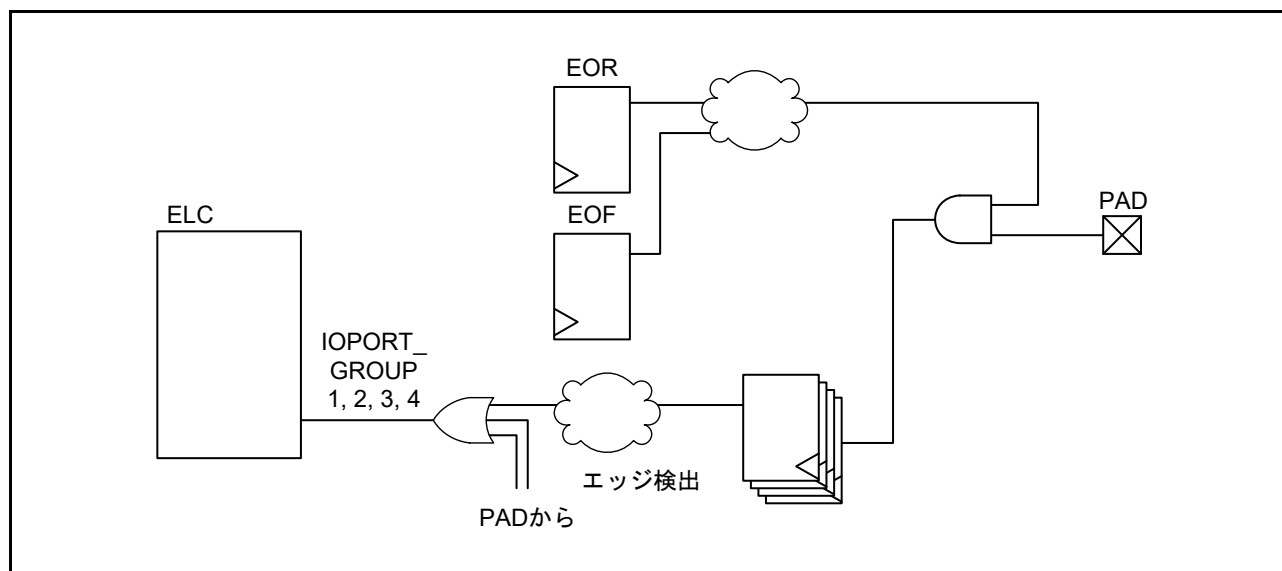 EOR
EOF
ELC
PAD
IOPORT_
GROUP
1, 2, 3, 4
エッジ検出
PADから